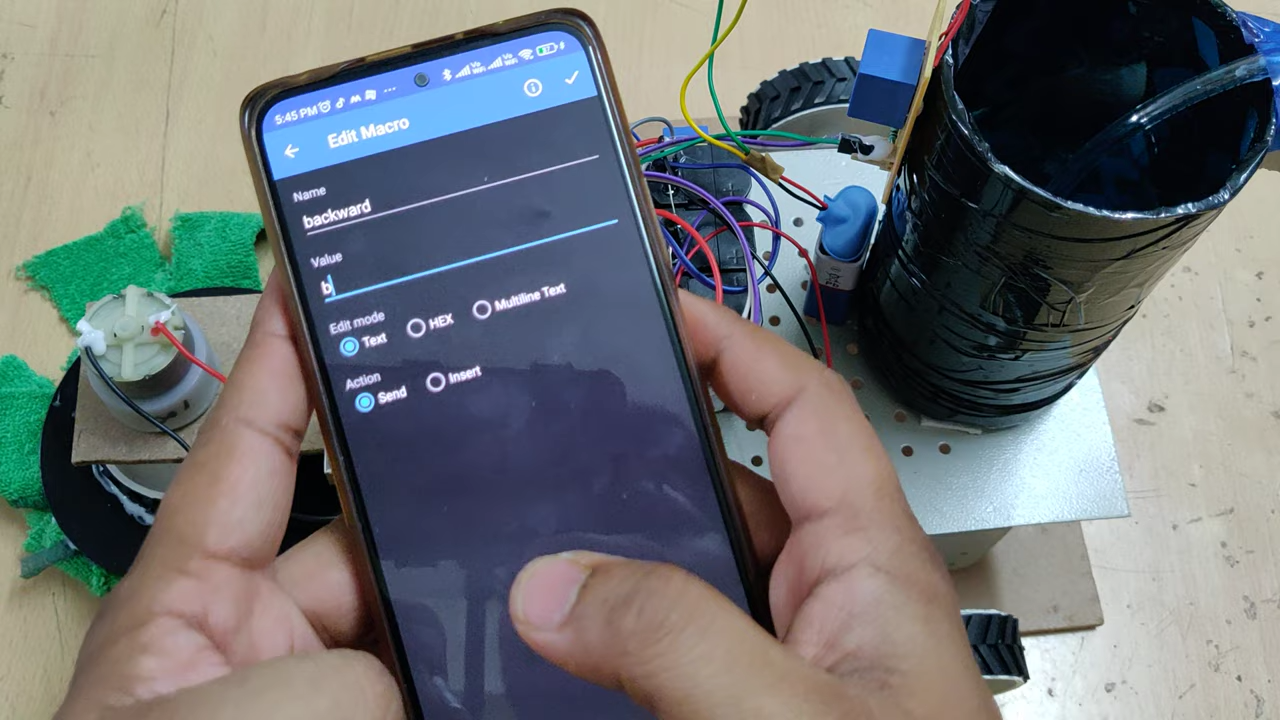 5:45 PM
Edit Macro
Name
backward
Value
b
Edit mode
Text HEX Multiline Text
Action
Send Insert